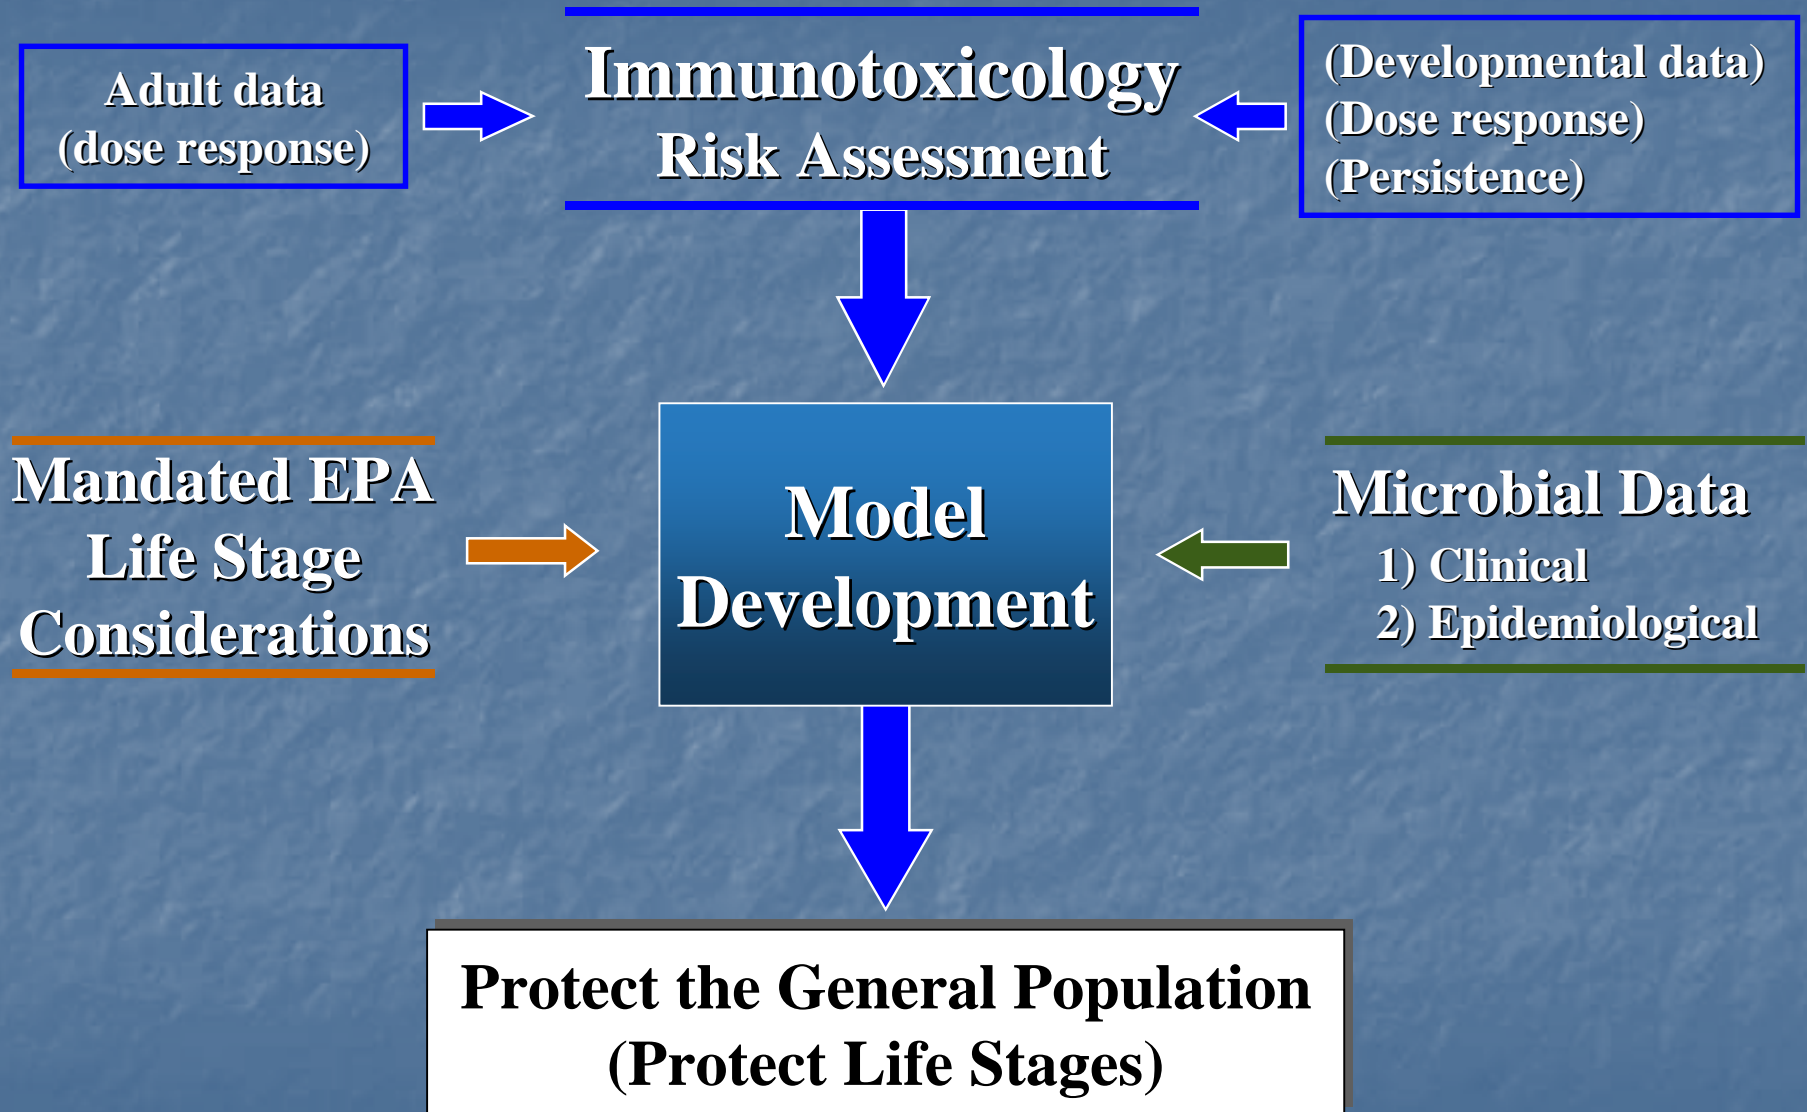 Adult data
(dose response)
Immunotoxicology
Risk Assessment
(Developmental data)
(Dose response)
(Persistence)
Mandated EPA
Life Stage
Considerations
Model
Development
Microbial Data
1) Clinical
2) Epidemiological
Protect the General Population
(Protect Life Stages)